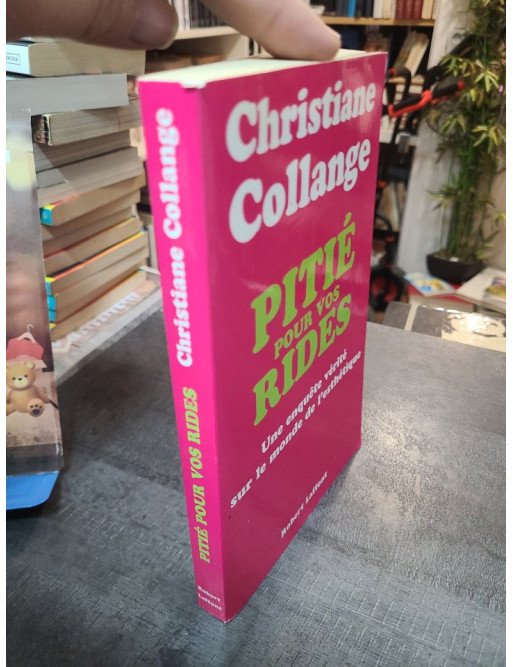 Christiane
Collange
PITIÉ
POUR VOS
RIDES
Une enquête vérité
sur le monde de l'esthétique
Robert Laffont
PITIÉ POUR VOS RIDES Christiane Collange
Robert
Laffont